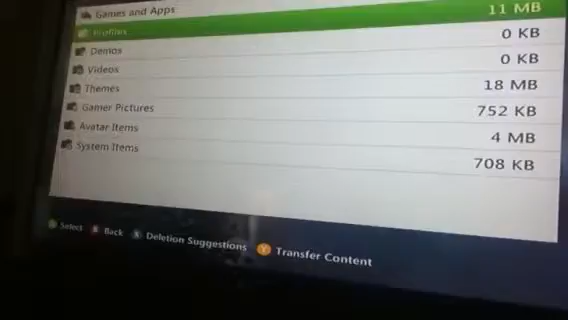 Games and Apps 11 MB
Profiles 0 KB
Demos 0 KB
Videos
Themes 18 MB
Gamer Pictures 752 KB
Avatar Items 4 MB
System Items 708 KB
Select B Back X Deletion Suggestions Y Transfer Content